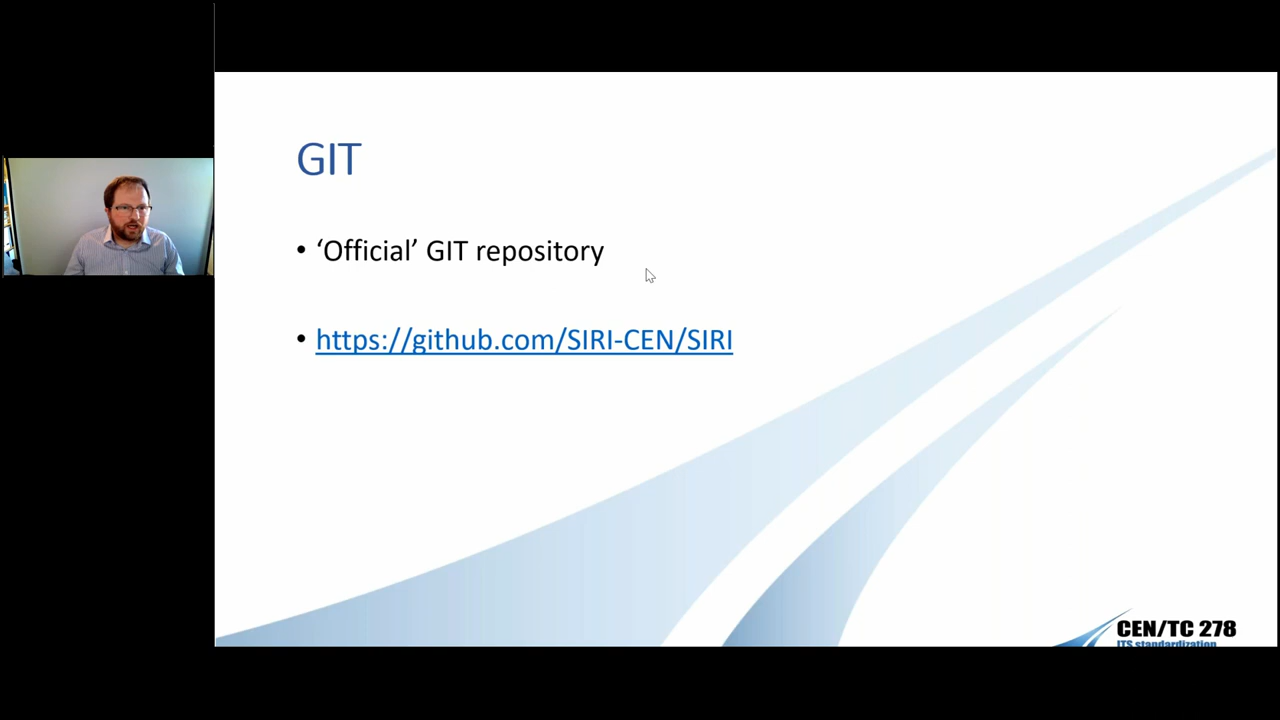 GIT
• ‘Official’ GIT repository
• https://github.com/SIRI-CEN/SIRI
CEN/TC 278
ITS standardization